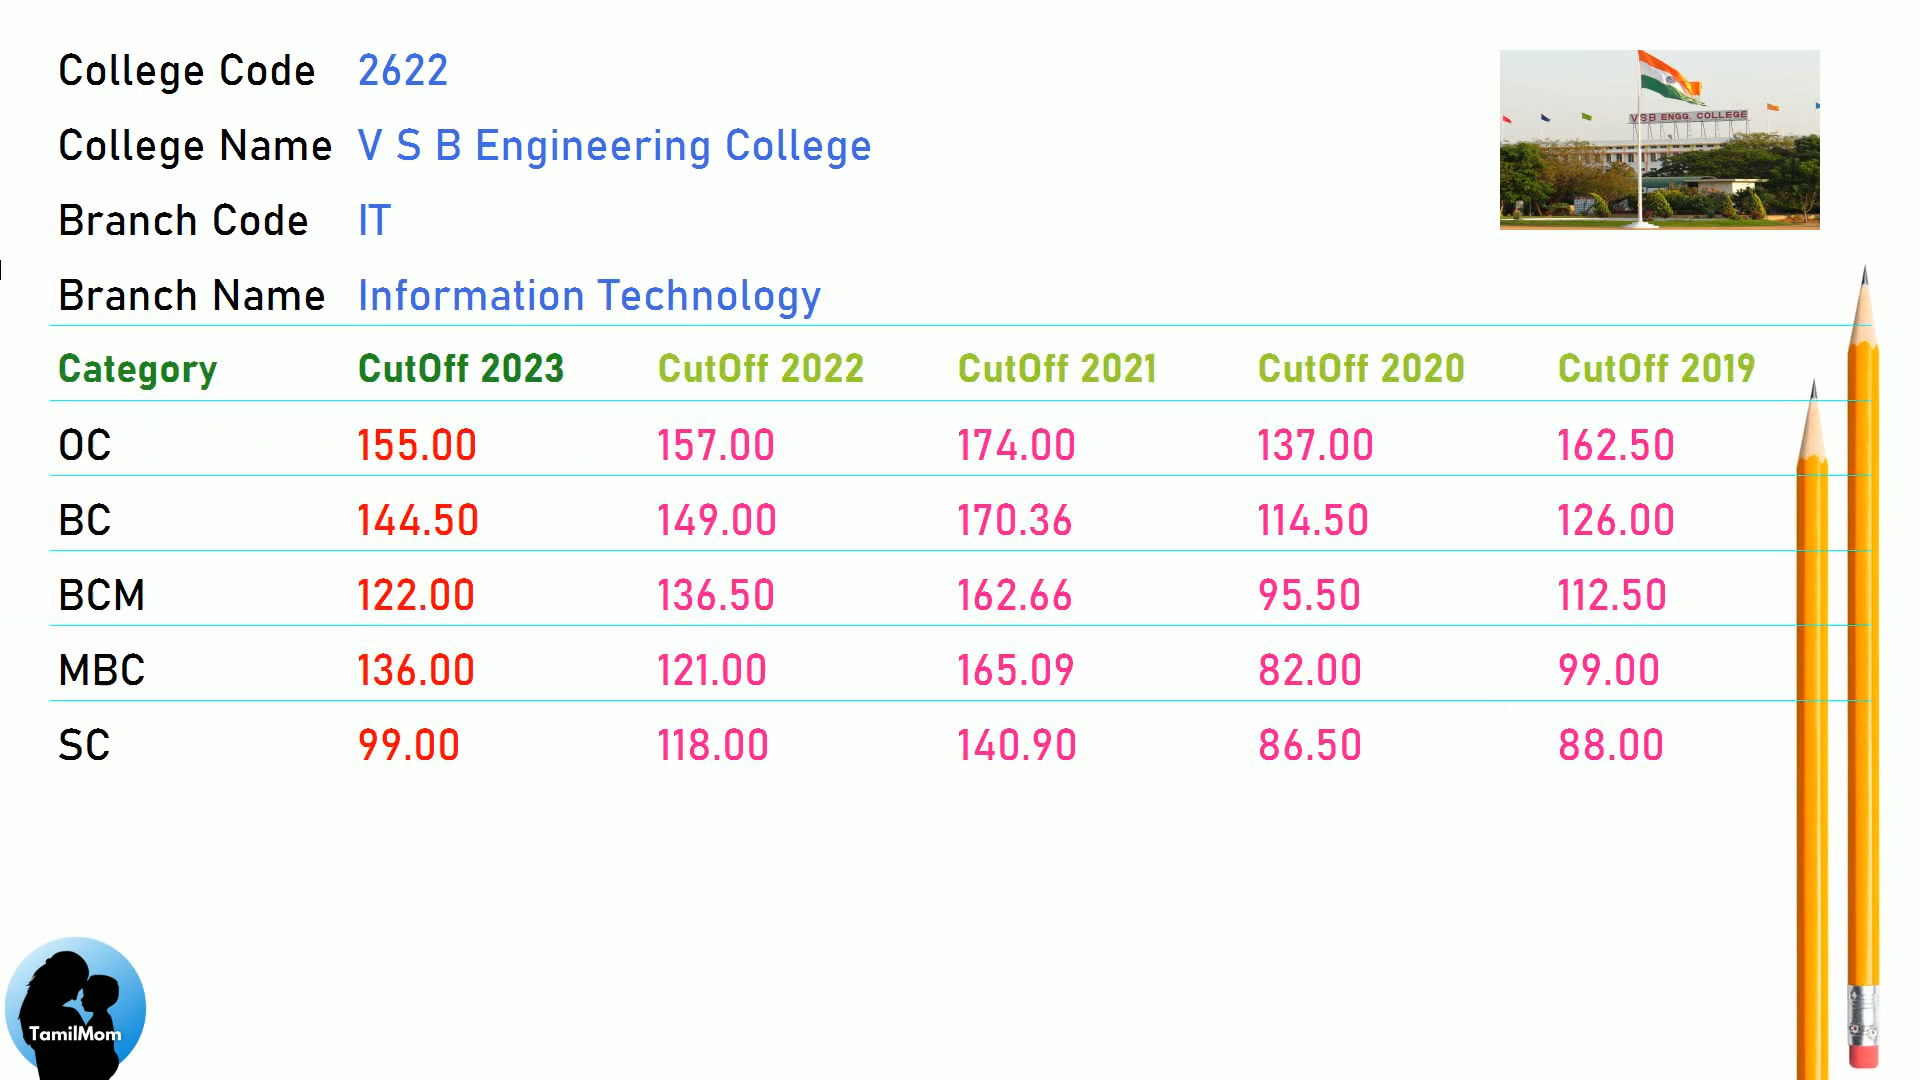 College Code 2622
College Name V S B Engineering College
Branch Code IT
Branch Name Information Technology
VSB ENGG. COLLEGE
Category CutOff 2023 CutOff 2022 CutOff 2021 CutOff 2020 CutOff 2019
OC 155.00 157.00 174.00 137.00 162.50
BC 144.50 149.00 170.36 114.50 126.00
BCM 122.00 136.50 162.66 95.50 112.50
MBC 136.00 121.00 165.09 82.00 99.00
SC 99.00 118.00 140.90 86.50 88.00
TamilMom